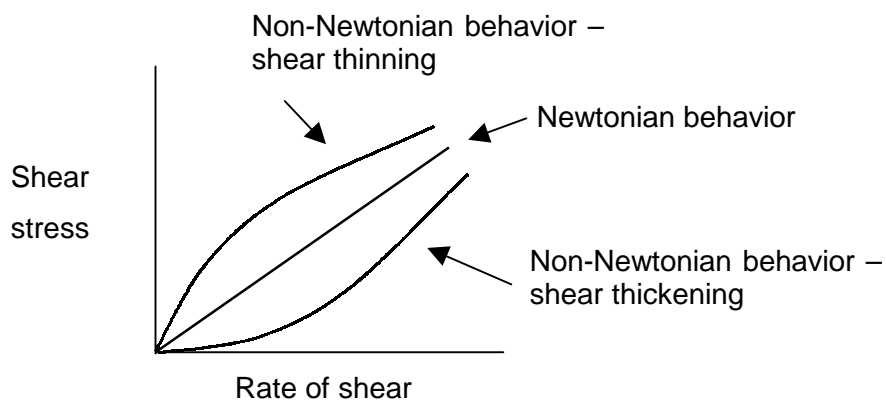 Non-Newtonian behavior –
shear thinning
Newtonian behavior
Shear
stress
Non-Newtonian behavior –
shear thickening
Rate of shear